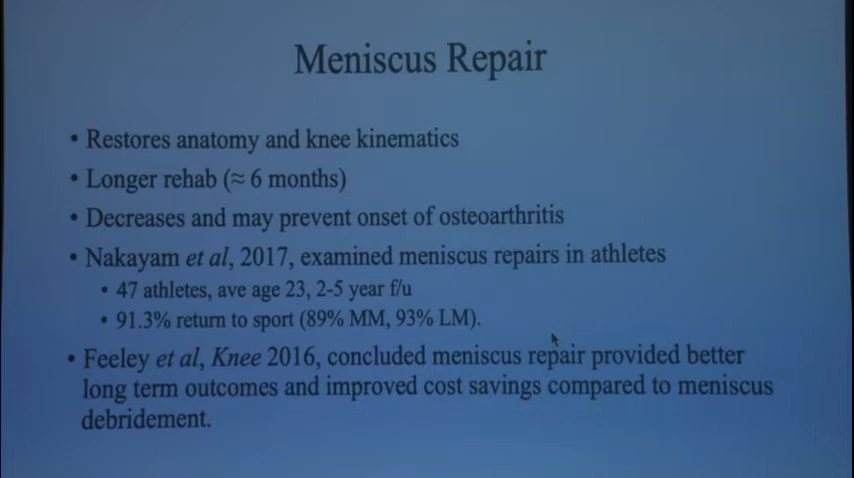 Meniscus Repair
• Restores anatomy and knee kinematics
• Longer rehab (≈ 6 months)
• Decreases and may prevent onset of osteoarthritis
• Nakayam et al, 2017, examined meniscus repairs in athletes
• 47 athletes, ave age 23, 2-5 year f/u
• 91.3% return to sport (89% MM, 93% LM).
• Feeley et al, Knee 2016, concluded meniscus repair provided better
long term outcomes and improved cost savings compared to meniscus
debridement.